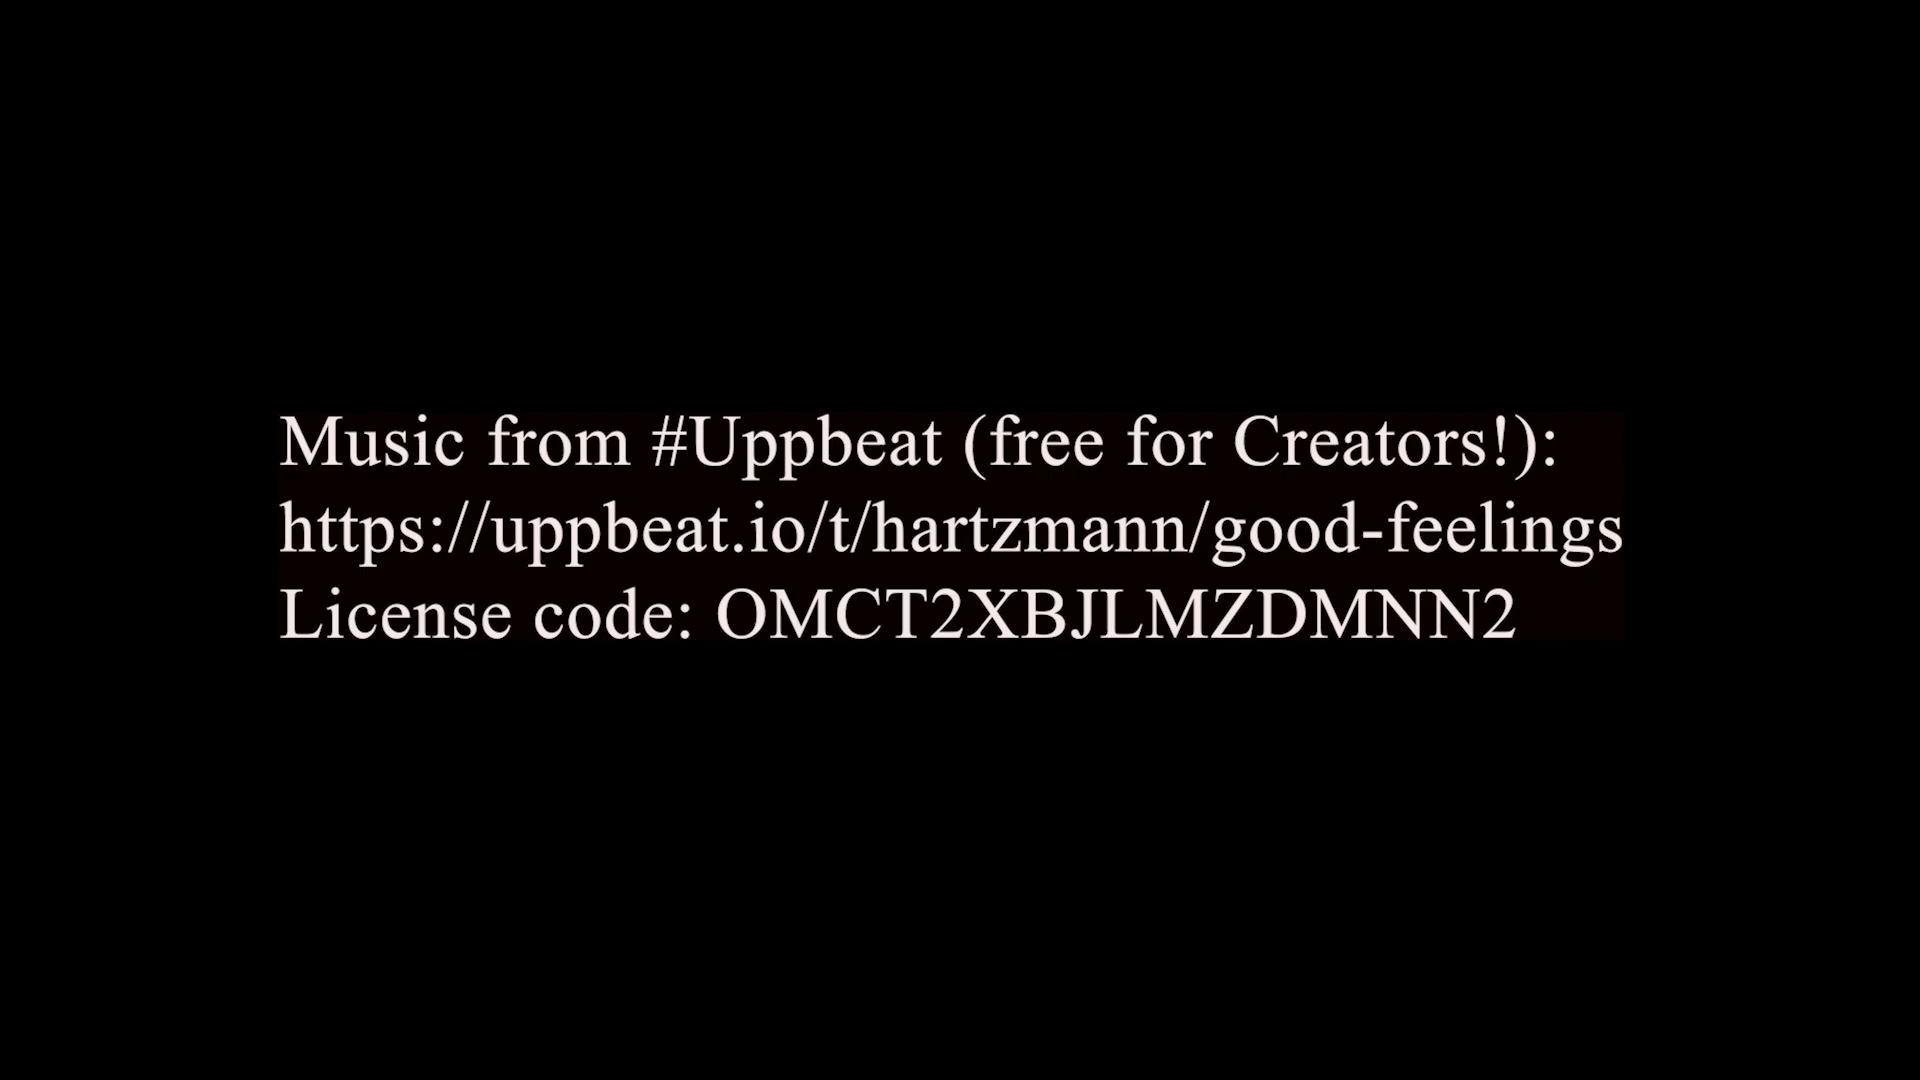 Music from #Uppbeat (free for Creators!):
https://uppbeat.io/t/hartzmann/good-feelings
License code: OMCT2XBJLMZDMNN2